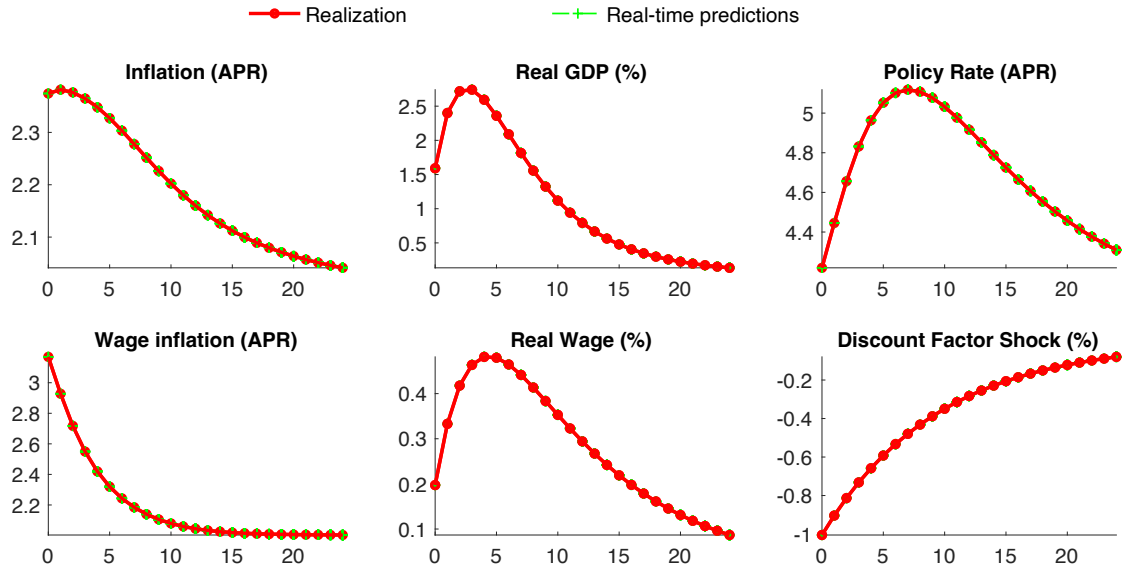 Realization Real-time predictions
Inflation (APR)
2.3
2.2
2.1
0 5 10 15 20
Real GDP (%)
2.5
2
1.5
1
0.5
0 5 10 15 20
Policy Rate (APR)
5
4.8
4.6
4.4
0 5 10 15 20
Wage inflation (APR)
3
2.8
2.6
2.4
2.2
0 5 10 15 20
Real Wage (%)
0.4
0.3
0.2
0.1
0 5 10 15 20
Discount Factor Shock (%)
-0.2
-0.4
-0.6
-0.8
-1
0 5 10 15 20